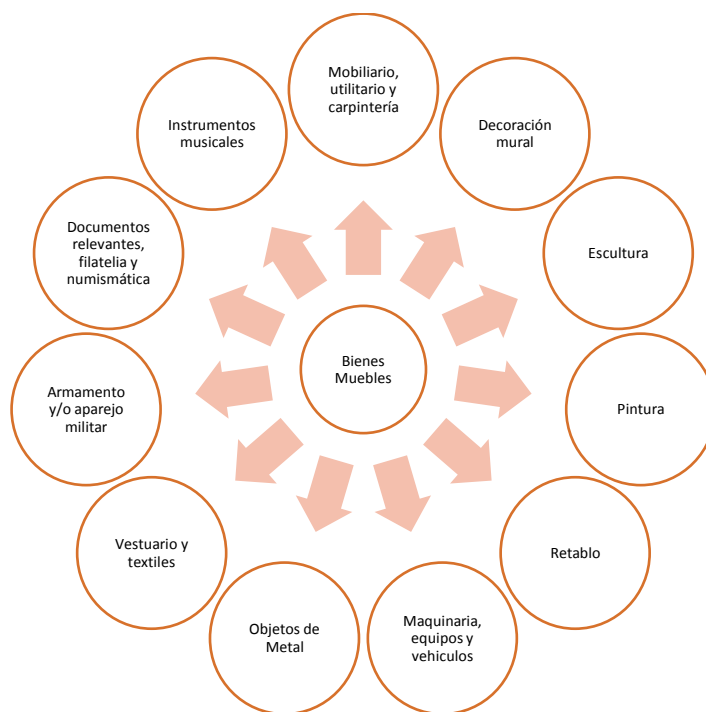 Mobiliario,
utilitario y
carpintería
Decoración
mural
Escultura
Pintura
Retablo
Maquinaria,
equipos y
vehiculos
Objetos de
Metal
Vestuario y
textiles
Armamento
y/o aparejo
militar
Documentos
relevantes,
filatelia y
numismática
Instrumentos
musicales
Bienes
Muebles